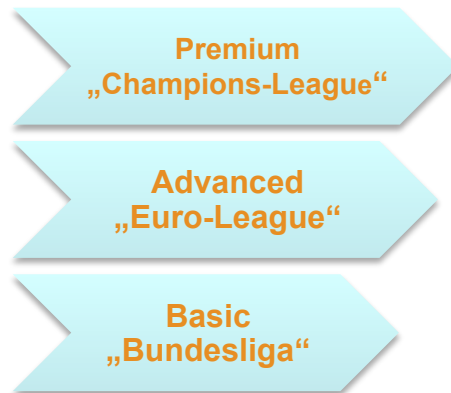 Premium
„Champions-League“
Advanced
„Euro-League“
Basic
„Bundesliga“